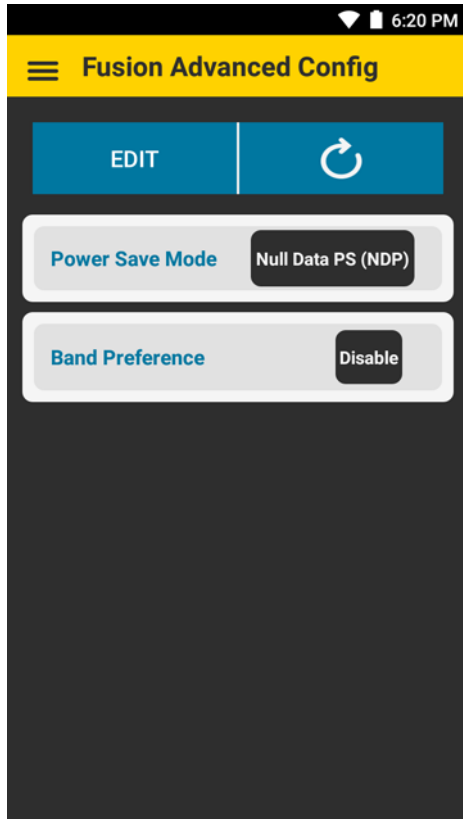 6:20 PM
Fusion Advanced Config
EDIT
Power Save Mode Null Data PS (NDP)
Band Preference Disable